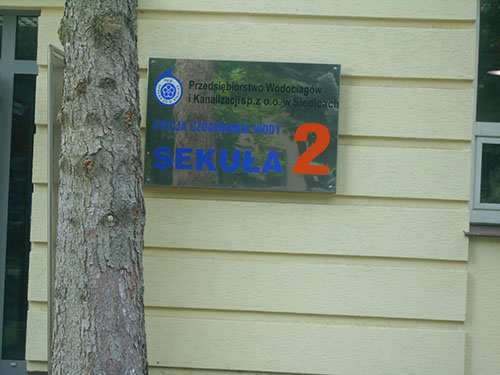 Przedsiębiorstwo Wodociągów
i Kanalizacji sp. z o.o. w Siedlcach
STACJA UZDATNIANIA WODY
SEKUŁA 2